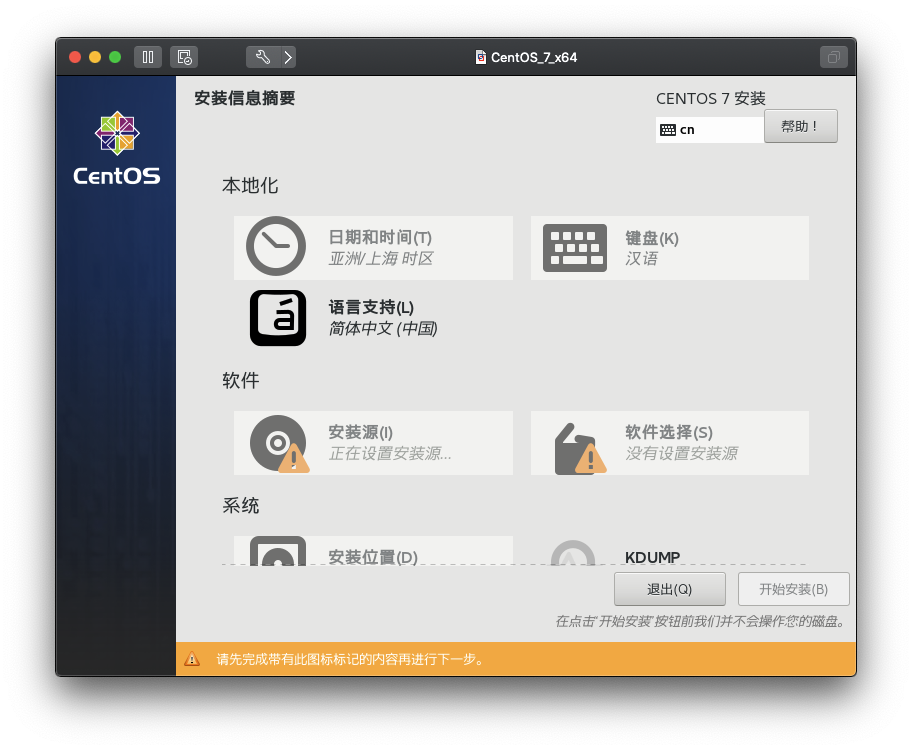 CentOS_7_x64
安装信息摘要
CENTOS 7 安装
cn
帮助！
CentOS
本地化
日期和时间(T)
亚洲/上海 时区
键盘(K)
汉语
语言支持(L)
简体中文 (中国)
软件
安装源(I)
正在设置安装源...
软件选择(S)
没有设置安装源
系统
安装位置(D)
KDUMP
退出(Q)
开始安装(B)
在点击'开始安装'按钮前我们并不会操作您的磁盘。
请先完成带有此图标标记的内容再进行下一步。